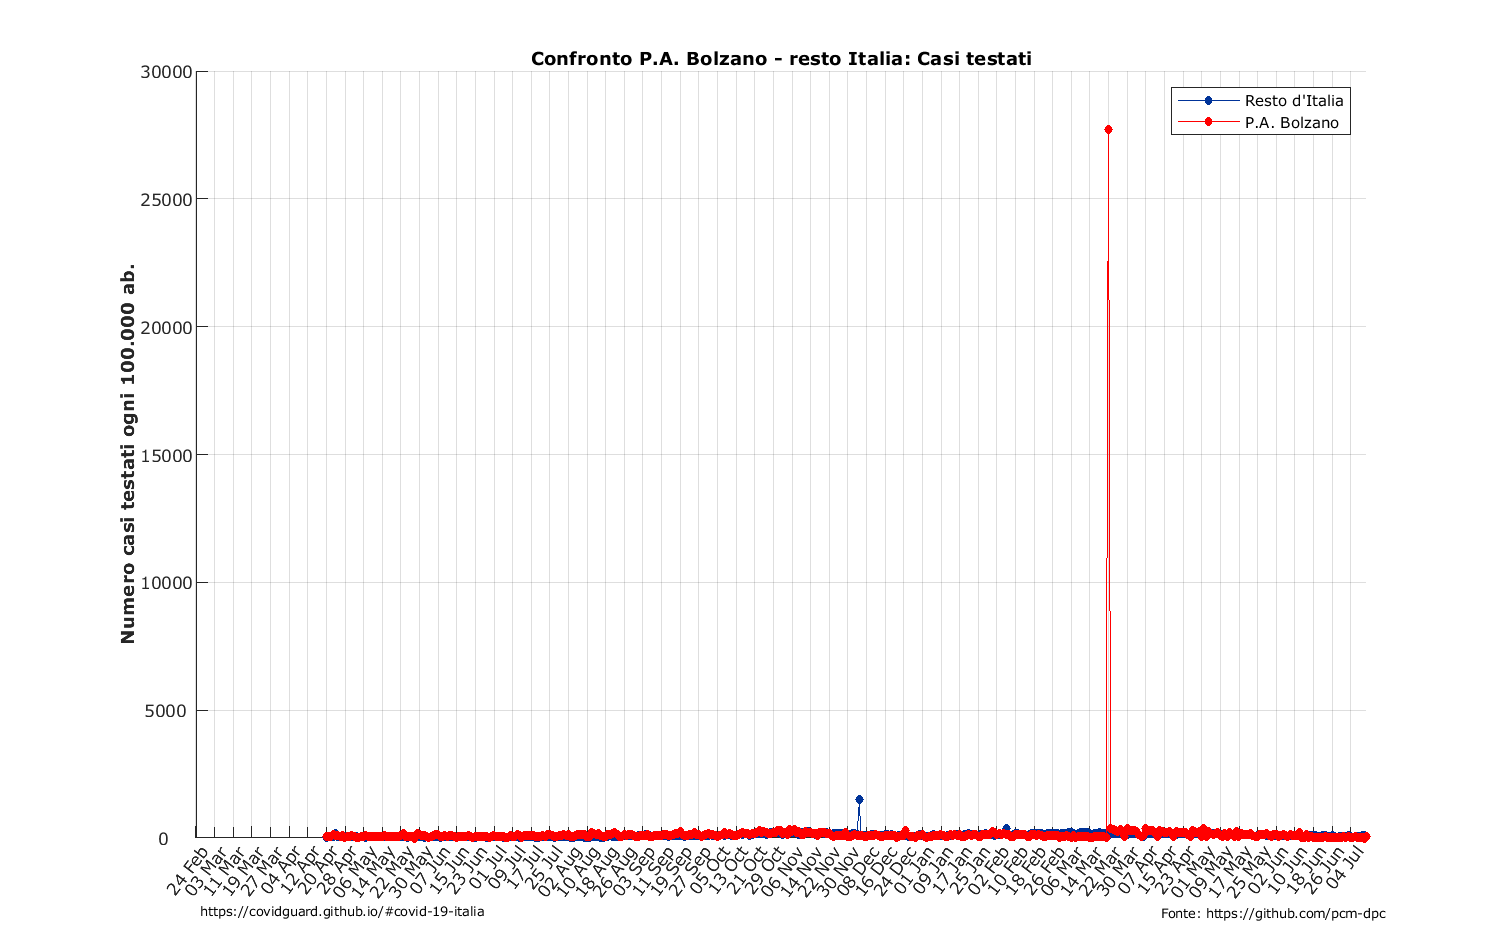 Confronto P.A. Bolzano - resto Italia: Casi testati
Resto d'Italia
P.A. Bolzano
Numero casi testati ogni 100.000 ab.
30000
25000
20000
15000
10000
5000
0
24 Feb
03 Mar
11 Mar
19 Mar
27 Mar
04 Apr
12 Apr
20 Apr
28 Apr
06 May
14 May
22 May
30 May
07 Jun
15 Jun
23 Jun
01 Jul
09 Jul
17 Jul
25 Jul
02 Aug
10 Aug
18 Aug
26 Aug
03 Sep
11 Sep
19 Sep
27 Sep
05 Oct
13 Oct
21 Oct
29 Oct
06 Nov
14 Nov
22 Nov
30 Nov
08 Dec
16 Dec
24 Dec
01 Jan
09 Jan
17 Jan
25 Jan
02 Feb
10 Feb
18 Feb
26 Feb
06 Mar
14 Mar
22 Mar
30 Mar
07 Apr
15 Apr
23 Apr
01 May
09 May
17 May
25 May
02 Jun
10 Jun
18 Jun
26 Jun
04 Jul
https://covidguard.github.io/#covid-19-italia
Fonte: https://github.com/pcm-dpc